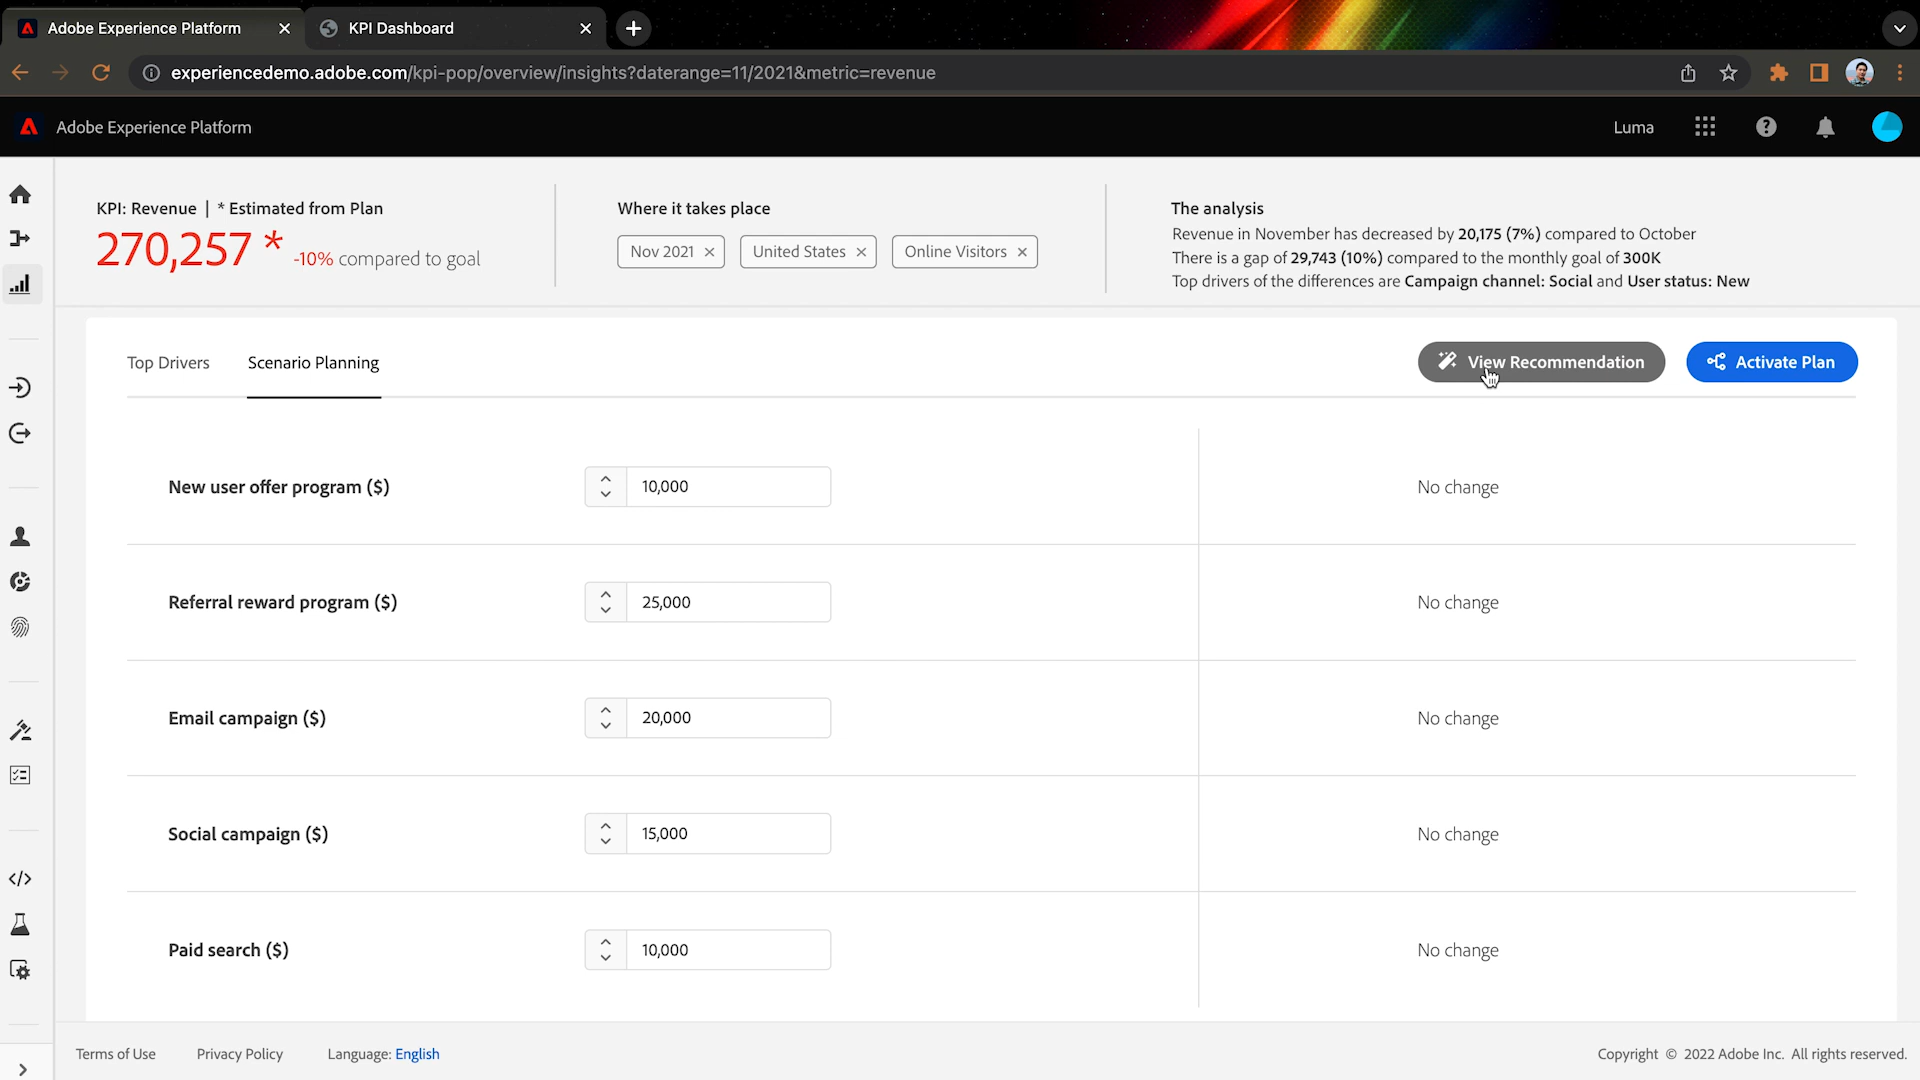 Adobe Experience Platform
KPI Dashboard
experiencedemo.adobe.com/kpi-pop/overview/insights?daterange=11/2021&metric=revenue
Adobe Experience Platform
Luma
KPI: Revenue | * Estimated from Plan
270,257 * -10% compared to goal
Where it takes place
Nov 2021
United States
Online Visitors
The analysis
Revenue in November has decreased by 20,175 (7%) compared to October
There is a gap of 29,743 (10%) compared to the monthly goal of 300K
Top drivers of the differences are Campaign channel: Social and User status: New
Top Drivers
Scenario Planning
View Recommendation
Activate Plan
New user offer program ($)
10,000
No change
Referral reward program ($)
25,000
No change
Email campaign ($)
20,000
No change
Social campaign ($)
15,000
No change
Paid search ($)
10,000
No change
Terms of Use
Privacy Policy
Language: English
Copyright © 2022 Adobe Inc. All rights reserved.